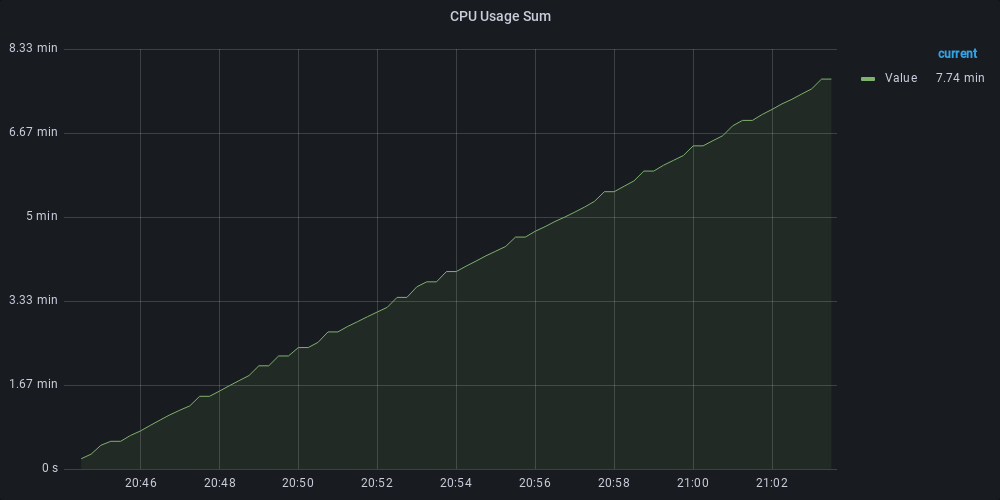 CPU Usage Sum
8.33 min
6.67 min
5 min
3.33 min
1.67 min
0 s
20:46 20:48 20:50 20:52 20:54 20:56 20:58 21:00 21:02
current
Value 7.74 min